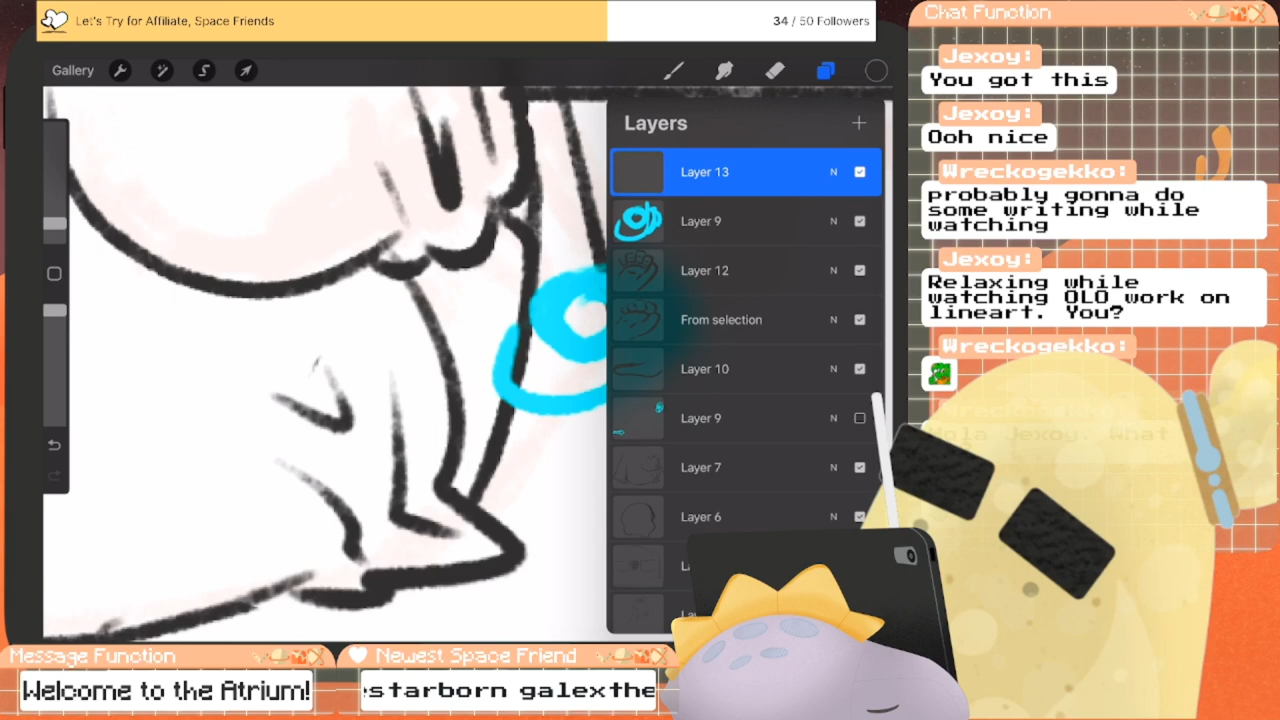 Let's Try for Affiliate, Space Friends
34 / 50 Followers
Gallery
Layers
Layer 13 N
Layer 9 N
Layer 12 N
From selection N
Layer 10 N
Layer 9 N
Layer 7 N
Layer 6 N
Chat Function
Jexoy:
You got this
Jexoy:
Ooh nice
Wreckogekko:
probably gonna do
some writing while
watching
Jexoy:
Relaxing while
watching OLO work on
lineart. You?
Wreckogekko:
Hola Jexoy. What
Message Function
Welcome to the Atrium!
Newest Space Friend
starborn galexthe